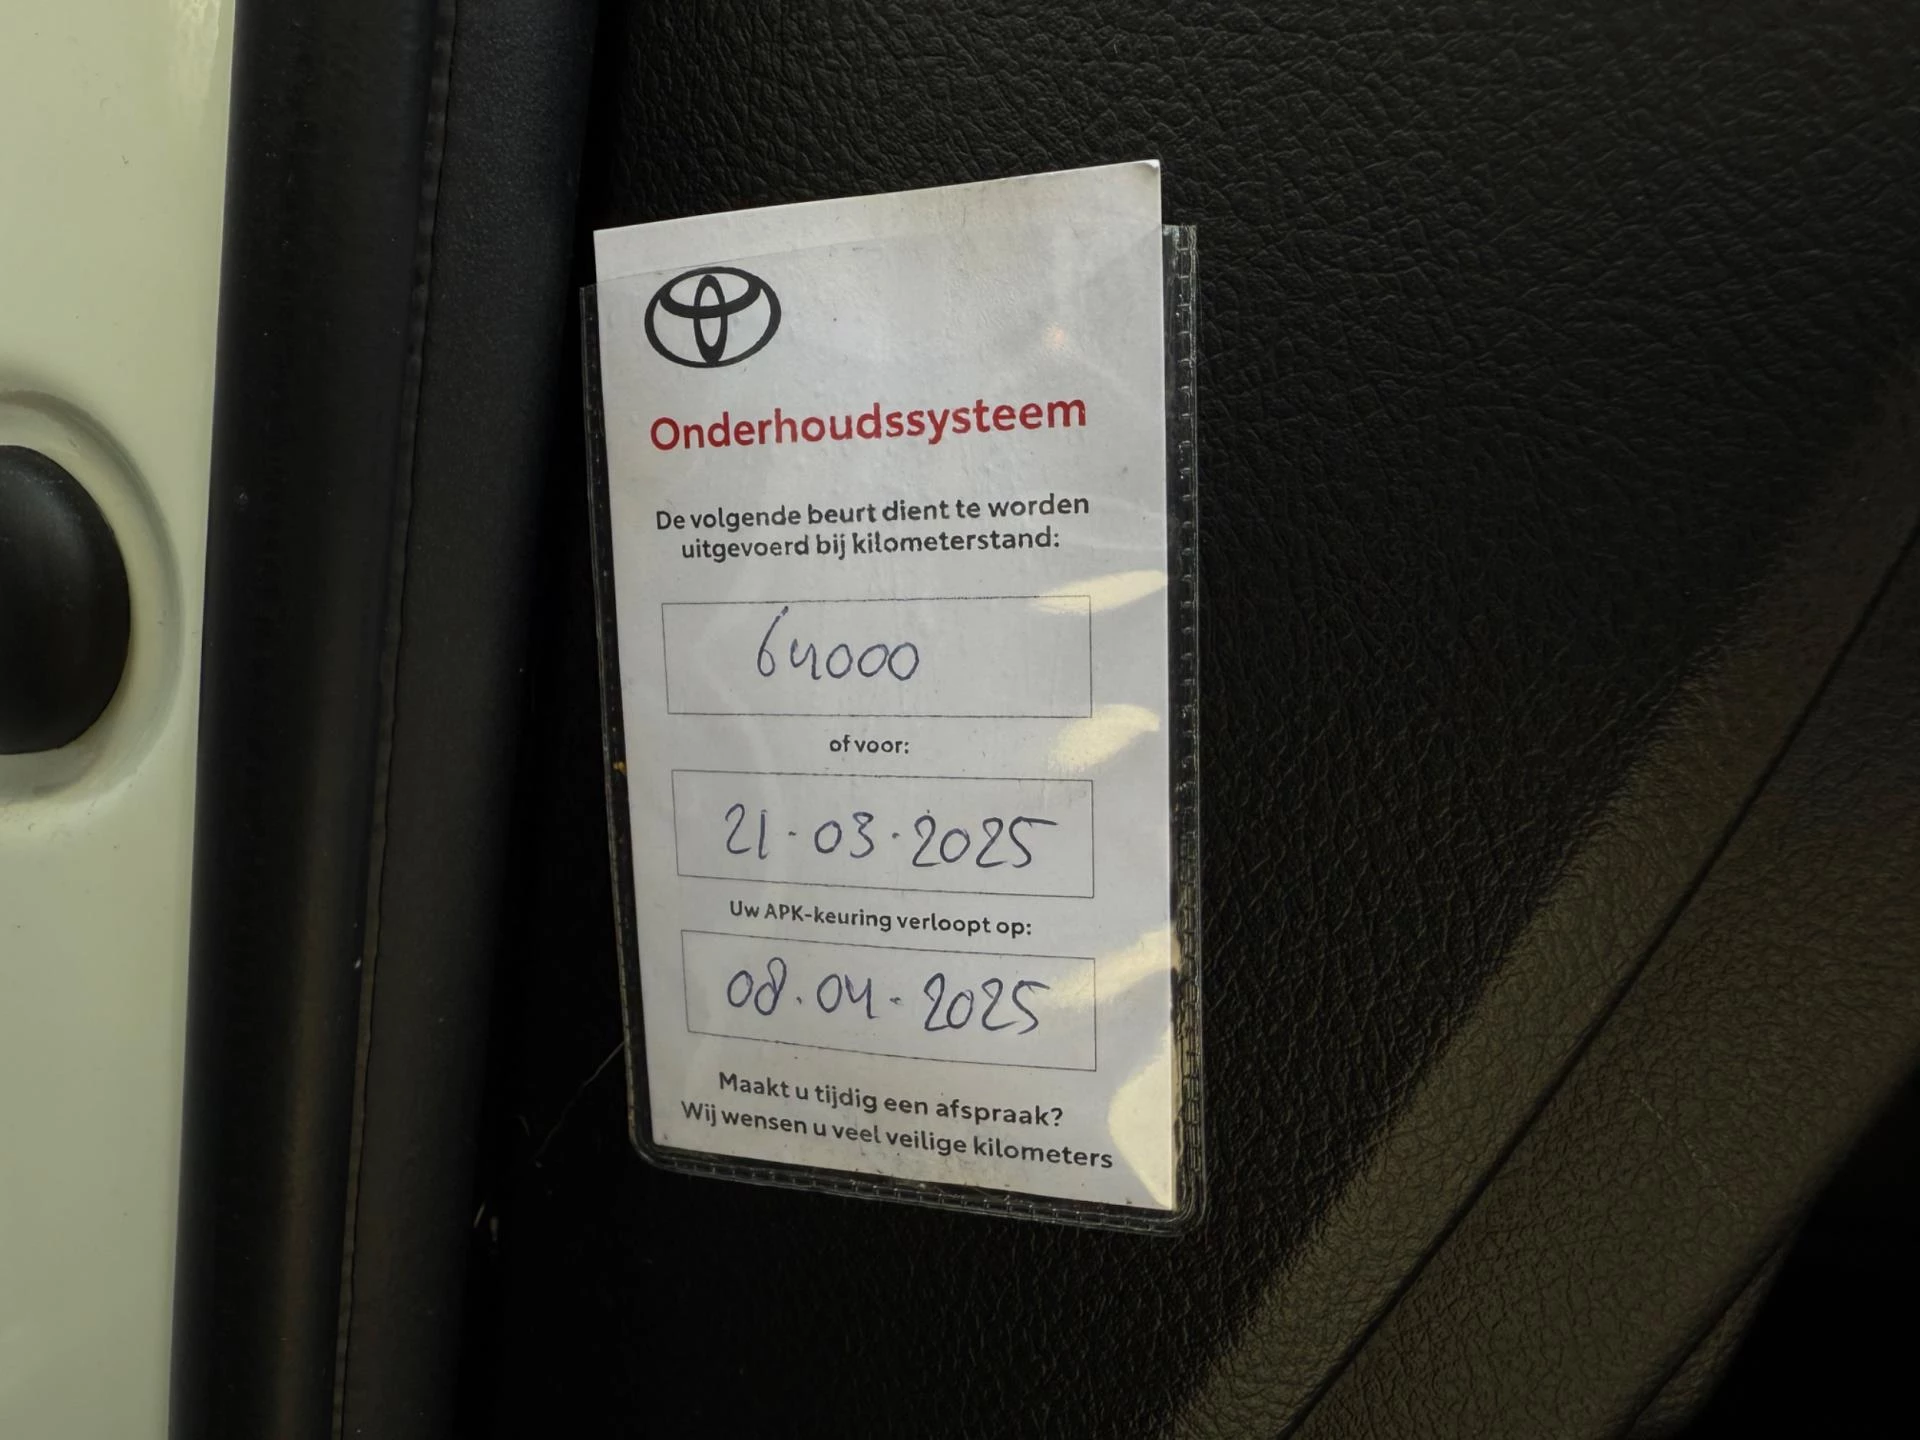 Onderhoudssysteem
De volgende beurt dient te worden
uitgevoerd bij kilometerstand:
64000
of voor:
21-03-2025
Uw APK-keuring verloopt op:
08.04-2025
Maakt u tijdig een afspraak?
Wij wensen u veel veilige kilometers